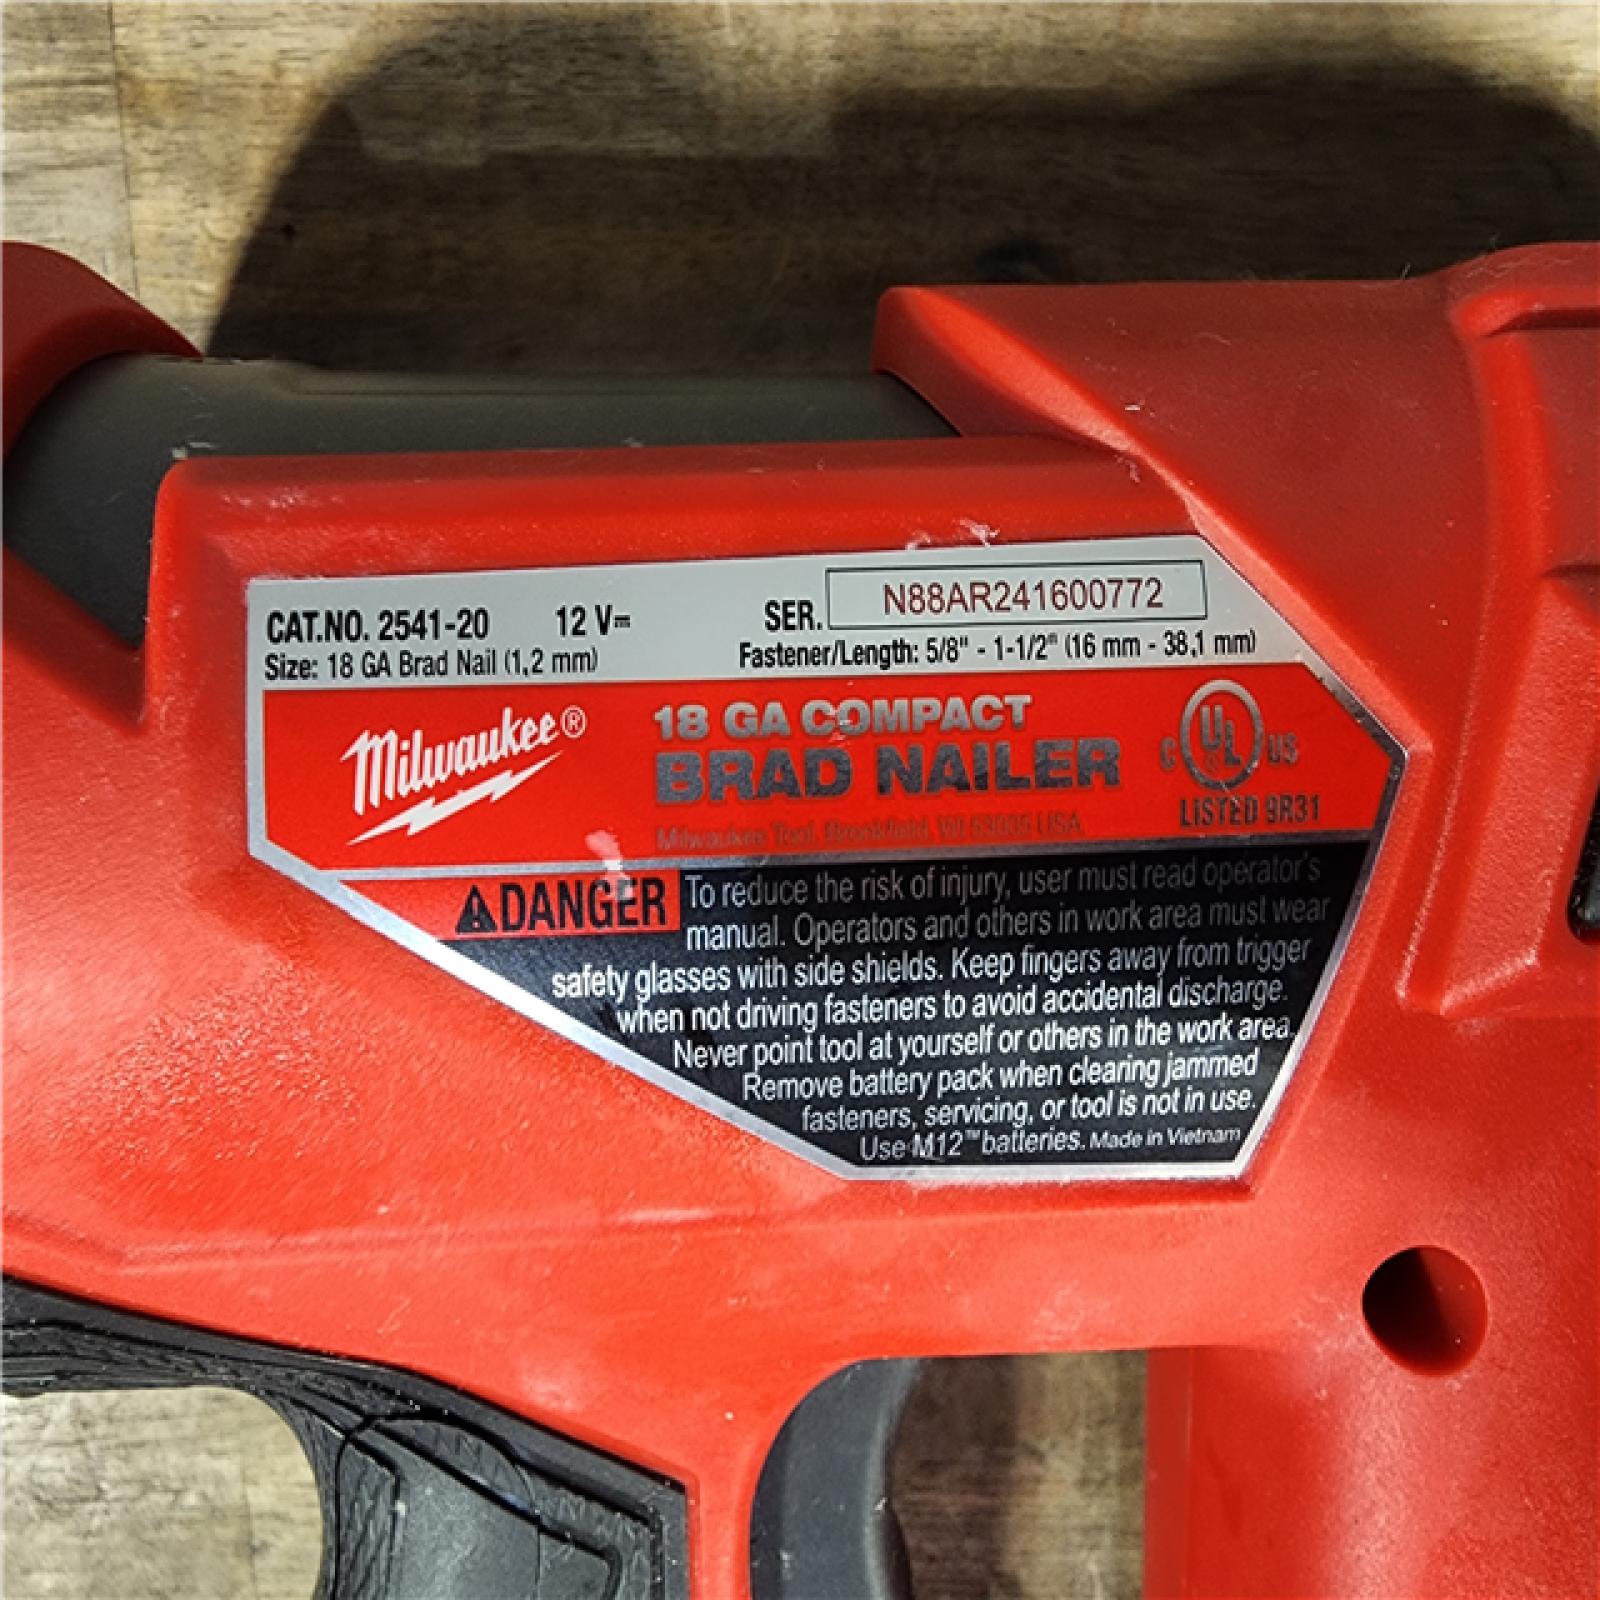 CAT.NO. 2541-20 12 V⎓ SER. N88AR241600772
Size: 18 GA Brad Nail (1,2 mm) Fastener/Length: 5/8" - 1-1/2" (16 mm - 38,1 mm)
Milwaukee®
18 GA COMPACT
BRAD NAILER
Milwaukee Tool, Brookfield, WI 53005 USA
C UL US
LISTED 9R31
DANGER To reduce the risk of injury, user must read operator's
manual. Operators and others in work area must wear
safety glasses with side shields. Keep fingers away from trigger
when not driving fasteners to avoid accidental discharge.
Never point tool at yourself or others in the work area.
Remove battery pack when clearing jammed
fasteners, servicing, or tool is not in use.
Use M12™ batteries. Made in Vietnam